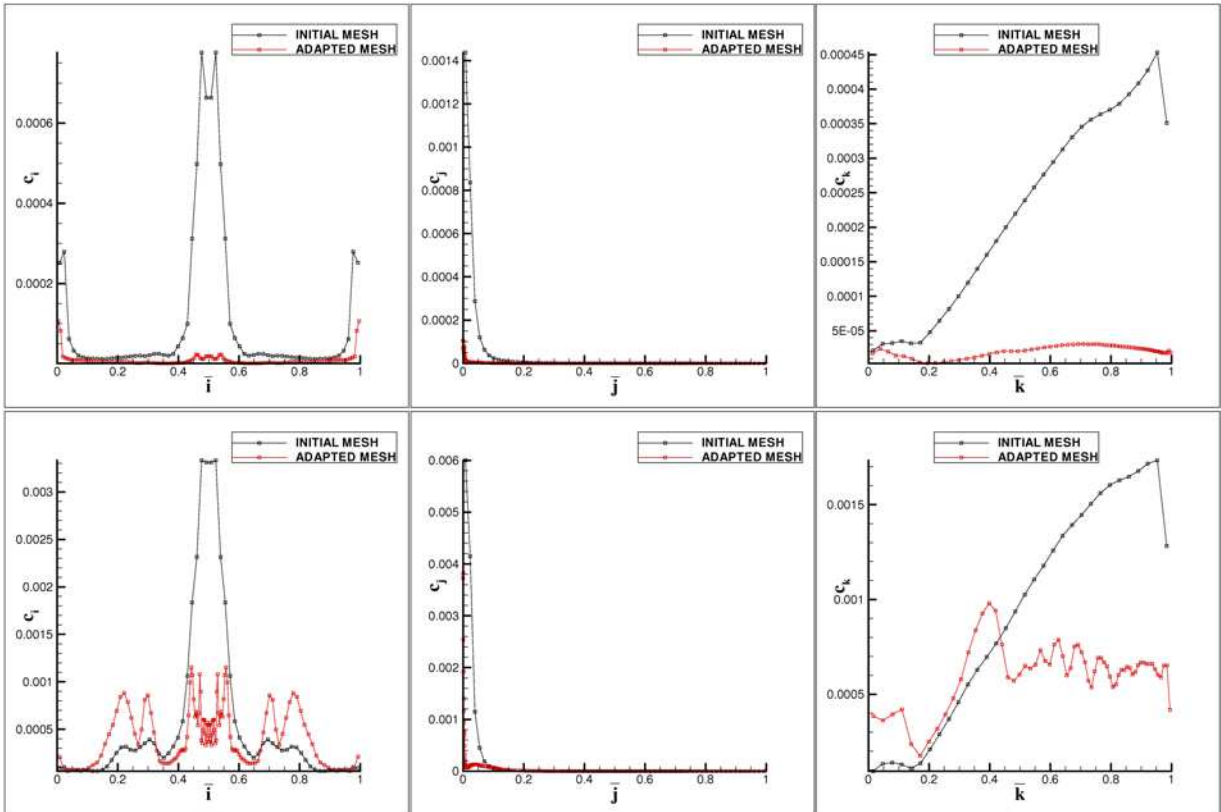 INITIAL MESH
ADAPTED MESH
0.0006
0.0004
0.0002
c_i
0 0.2 0.4 0.6 0.8 1
i̅
INITIAL MESH
ADAPTED MESH
0.0014
0.0012
0.001
0.0008
0.0006
0.0004
0.0002
0
c_j
0 0.2 0.4 0.6 0.8 1
j̅
INITIAL MESH
ADAPTED MESH
0.00045
0.0004
0.00035
0.0003
0.00025
0.0002
0.00015
0.0001
5E-05
c_k
0 0.2 0.4 0.6 0.8 1
k̅
INITIAL MESH
ADAPTED MESH
0.003
0.0025
0.002
0.0015
0.001
0.0005
c_i
0 0.2 0.4 0.6 0.8 1
i̅
INITIAL MESH
ADAPTED MESH
0.006
0.005
0.004
0.003
0.002
0.001
0
c_j
0 0.2 0.4 0.6 0.8 1
j̅
INITIAL MESH
ADAPTED MESH
0.0015
0.001
0.0005
c_k
0 0.2 0.4 0.6 0.8 1
k̅